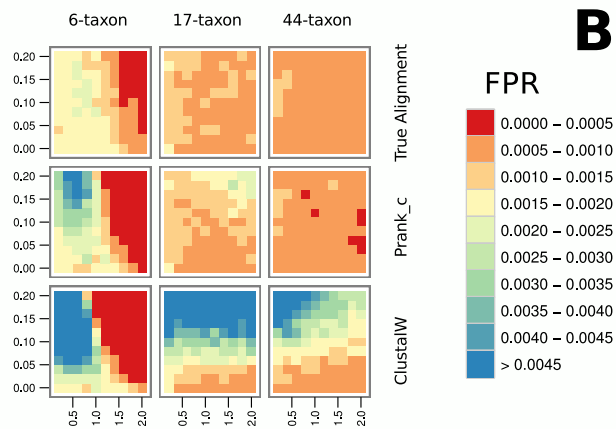 6-taxon 17-taxon 44-taxon
B
FPR
0.20
0.15
0.10
0.05
0.00
True Alignment
0.20
0.15
0.10
0.05
0.00
Prank_c
0.20
0.15
0.10
0.05
0.00
ClustalW
0.5 1.0 1.5 2.0 0.5 1.0 1.5 2.0 0.5 1.0 1.5 2.0
0.0000 – 0.0005
0.0005 – 0.0010
0.0010 – 0.0015
0.0015 – 0.0020
0.0020 – 0.0025
0.0025 – 0.0030
0.0030 – 0.0035
0.0035 – 0.0040
0.0040 – 0.0045
> 0.0045